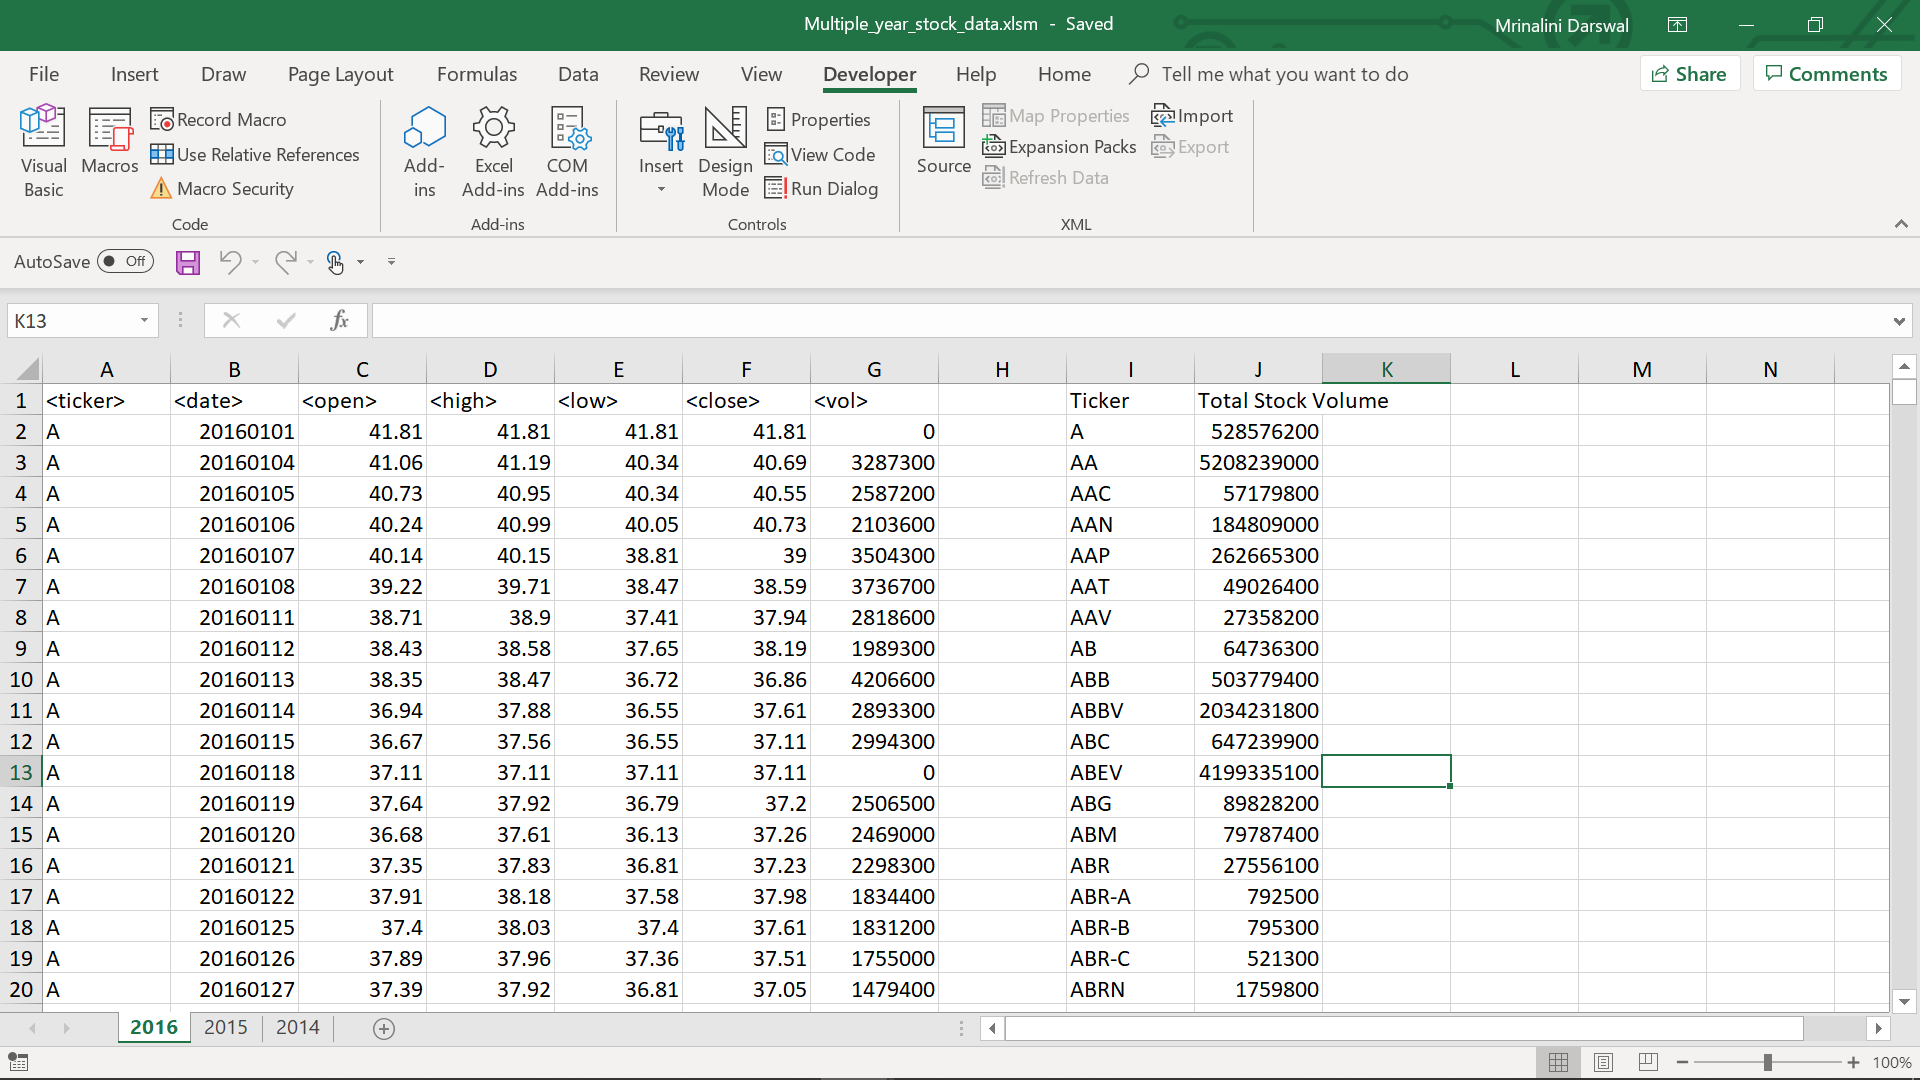 Multiple_year_stock_data.xlsm - Saved
Mrinalini Darswal
File Insert Draw Page Layout Formulas Data Review View Developer Help Home Tell me what you want to do Share Comments
Visual Basic
Macros
Record Macro
Use Relative References
Macro Security
Code
Add-ins
Excel Add-ins
COM Add-ins
Add-ins
Insert
Design Mode
Properties
View Code
Run Dialog
Controls
Source
Map Properties
Expansion Packs
Refresh Data
Import
Export
XML
AutoSave Off
K13 fx
A B C D E F G H I J K L M N
1 <ticker> <date> <open> <high> <low> <close> <vol> Ticker Total Stock Volume
2 A 20160101 41.81 41.81 41.81 41.81 0 A 528576200
3 A 20160104 41.06 41.19 40.34 40.69 3287300 AA 5208239000
4 A 20160105 40.73 40.95 40.34 40.55 2587200 AAC 57179800
5 A 20160106 40.24 40.99 40.05 40.73 2103600 AAN 184809000
6 A 20160107 40.14 40.15 38.81 39 3504300 AAP 262665300
7 A 20160108 39.22 39.71 38.47 38.59 3736700 AAT 49026400
8 A 20160111 38.71 38.9 37.41 37.94 2818600 AAV 27358200
9 A 20160112 38.43 38.58 37.65 38.19 1989300 AB 64736300
10 A 20160113 38.35 38.47 36.72 36.86 4206600 ABB 503779400
11 A 20160114 36.94 37.88 36.55 37.61 2893300 ABBV 2034231800
12 A 20160115 36.67 37.56 36.55 37.11 2994300 ABC 647239900
13 A 20160118 37.11 37.11 37.11 37.11 0 ABEV 4199335100
14 A 20160119 37.64 37.92 36.79 37.2 2506500 ABG 89828200
15 A 20160120 36.68 37.61 36.13 37.26 2469000 ABM 79787400
16 A 20160121 37.35 37.83 36.81 37.23 2298300 ABR 27556100
17 A 20160122 37.91 38.18 37.58 37.98 1834400 ABR-A 792500
18 A 20160125 37.4 38.03 37.4 37.61 1831200 ABR-B 795300
19 A 20160126 37.89 37.96 37.36 37.51 1755000 ABR-C 521300
20 A 20160127 37.39 37.92 36.81 37.05 1479400 ABRN 1759800
2016 2015 2014
100%